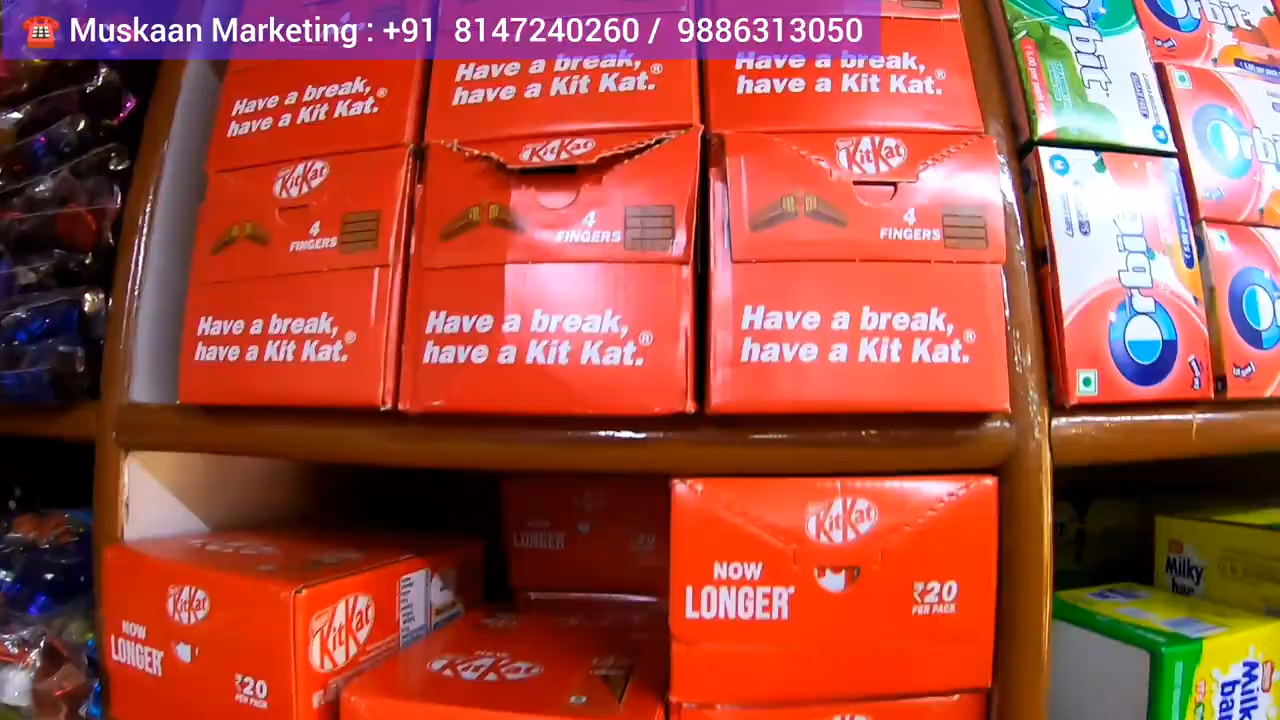 ☎ Muskaan Marketing : +91 8147240260 / 9886313050
4
Have a break,
have a Kit Kat.®
Have a break,
have a Kit Kat.®
Have a break,
have a Kit Kat.®
KitKat
4
FINGERS
Have a break,
have a Kit Kat.®
KitKat
4
FINGERS
Have a break,
have a Kit Kat.®
KitKat
4
FINGERS
Have a break,
have a Kit Kat.®
Orbit
Orbit
Orbit
Orbit
LONGER
20
KitKat
NOW
LONGER
₹20
PER PACK
KitKat
KitKat
KitKat
NOW
LONGER*
₹20
PER PACK
KitKat
Milky
bar
Milky
bar